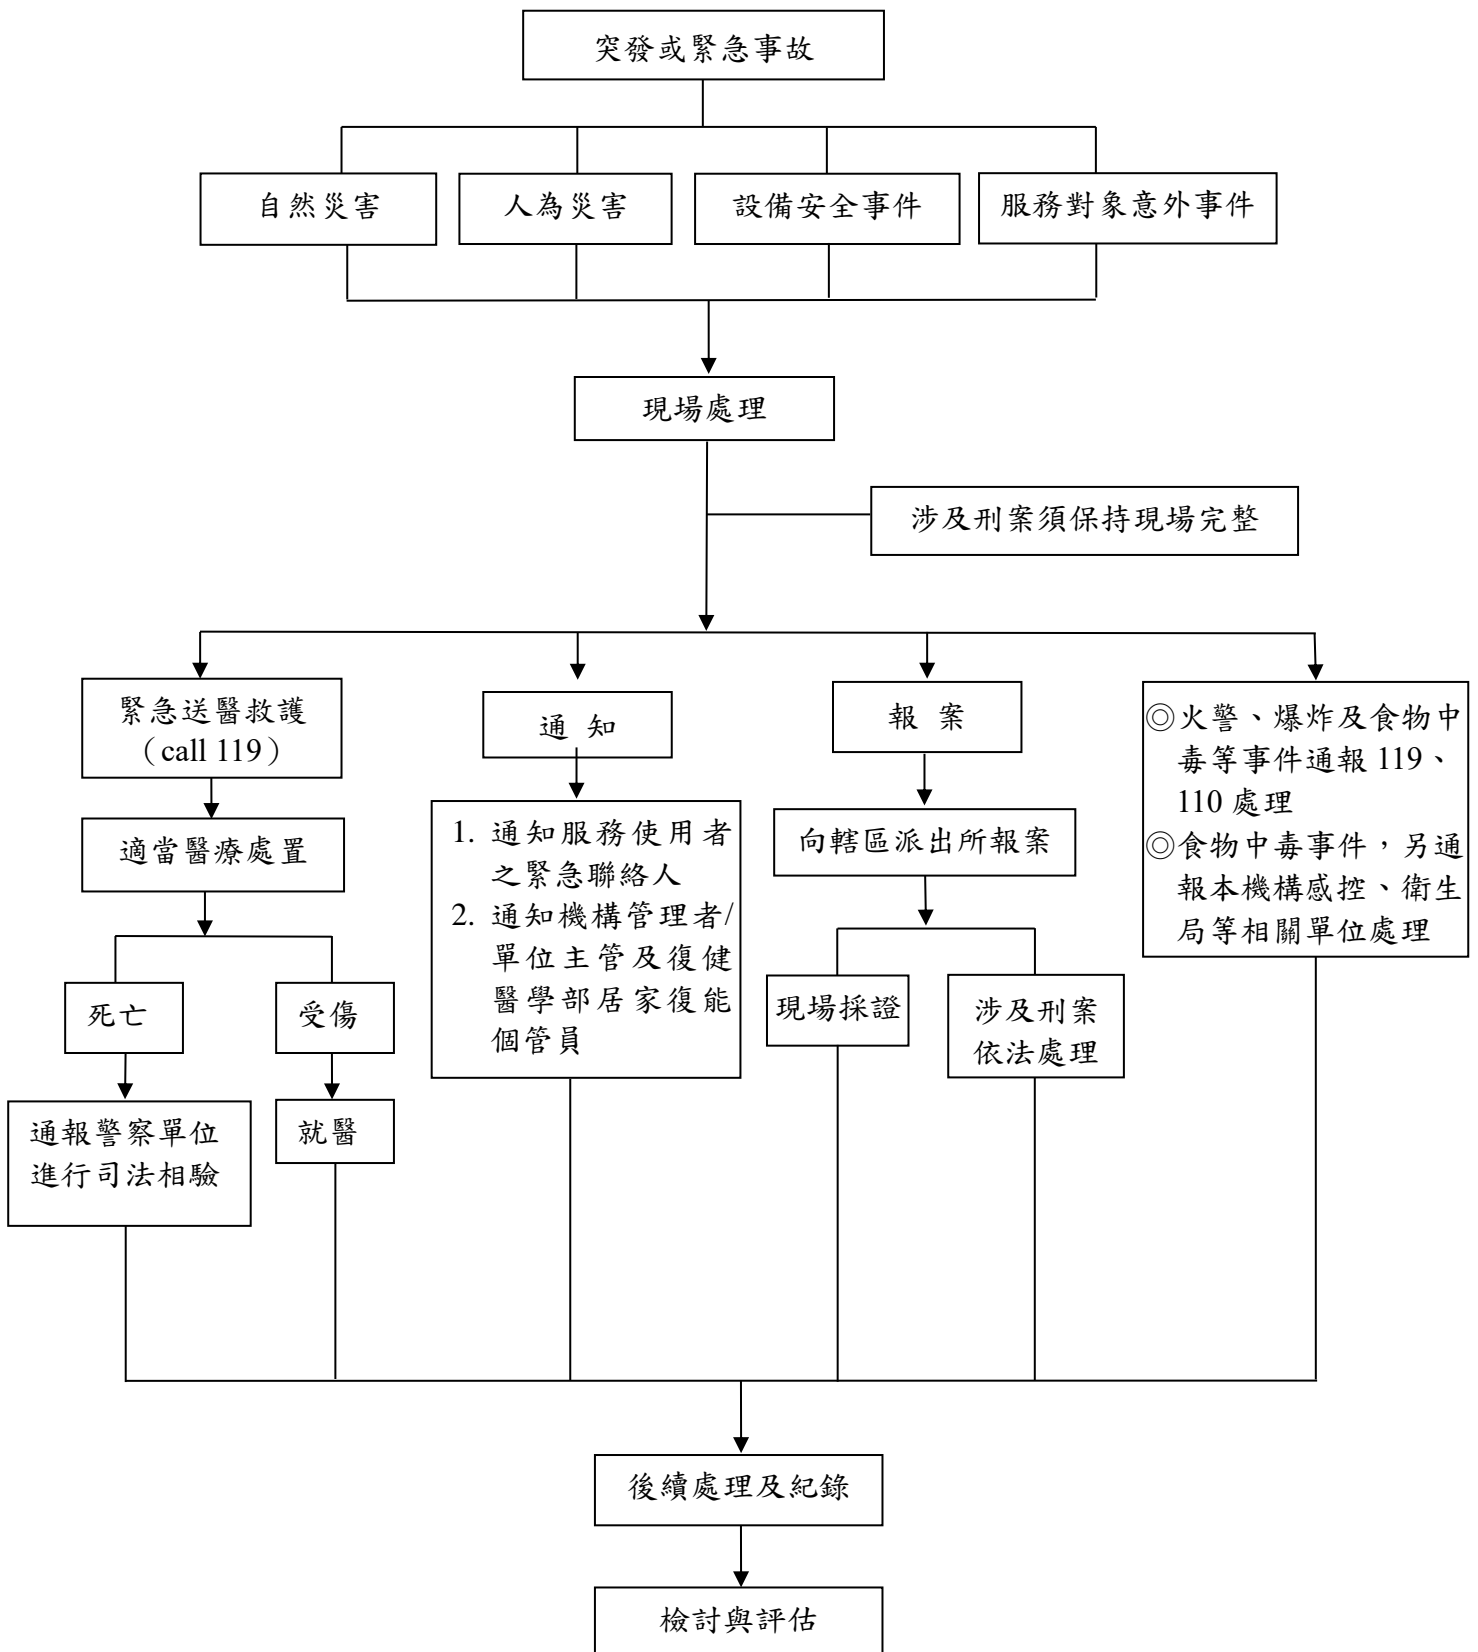 突發或緊急事故
自然災害
人為災害
設備安全事件
服務對象意外事件
現場處理
涉及刑案須保持現場完整
緊急送醫救護
（call 119）
適當醫療處置
死亡
受傷
通報警察單位
進行司法相驗
就醫
通 知
1. 通知服務使用者
之緊急聯絡人
2. 通知機構管理者/
單位主管及復健
醫學部居家復能
個管員
報 案
向轄區派出所報案
現場採證
涉及刑案
依法處理
◎火警、爆炸及食物中
毒等事件通報 119、
110 處理
◎食物中毒事件，另通
報本機構感控、衛生
局等相關單位處理
後續處理及紀錄
檢討與評估